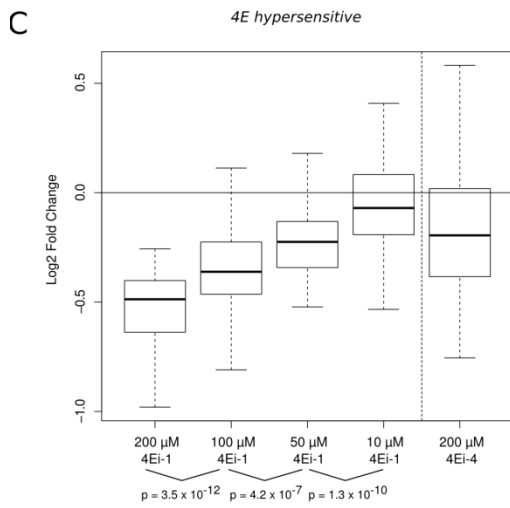 C
4E hypersensitive
Log2 Fold Change
0.5
0.0
−0.5
−1.0
200 µM 100 µM 50 µM 10 µM 200 µM
4Ei-1 4Ei-1 4Ei-1 4Ei-1 4Ei-4
p = 3.5 x 10⁻¹² p = 4.2 x 10⁻⁷ p = 1.3 x 10⁻¹⁰